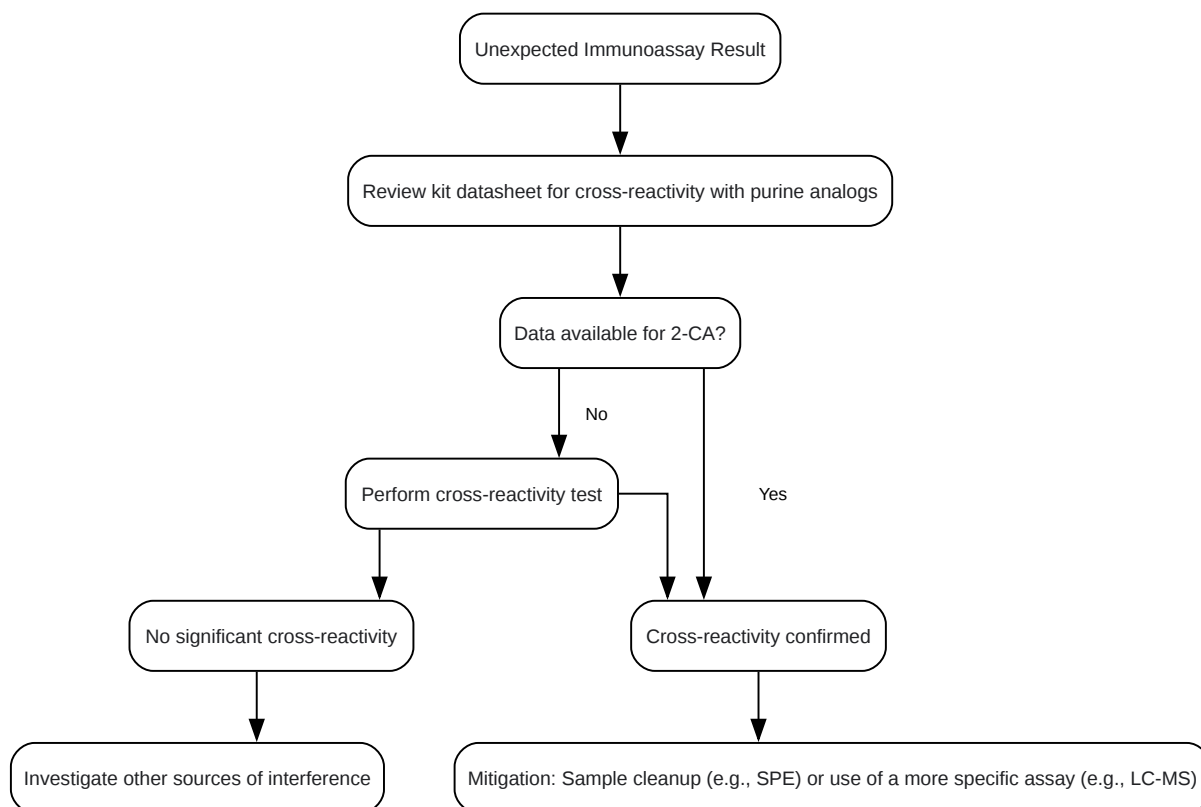 Unexpected Immunoassay Result
Review kit datasheet for cross-reactivity with purine analogs
Data available for 2-CA?
No
Perform cross-reactivity test
Yes
No significant cross-reactivity
Cross-reactivity confirmed
Investigate other sources of interference
Mitigation: Sample cleanup (e.g., SPE) or use of a more specific assay (e.g., LC-MS)